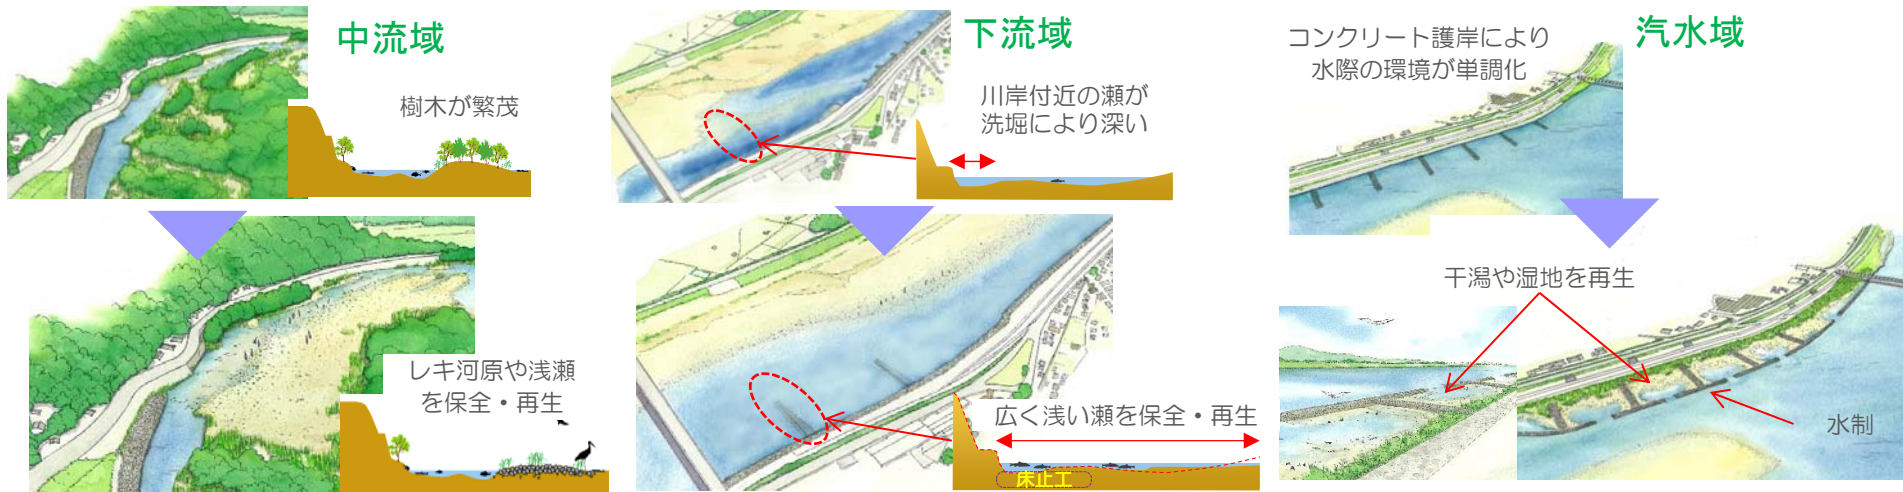 中流域
樹木が繁茂
レキ河原や浅瀬
を保全・再生
下流域
川岸付近の瀬が
洗堀により深い
広く浅い瀬を保全・再生
床止工
汽水域
コンクリート護岸により
水際の環境が単調化
干潟や湿地を再生
水制